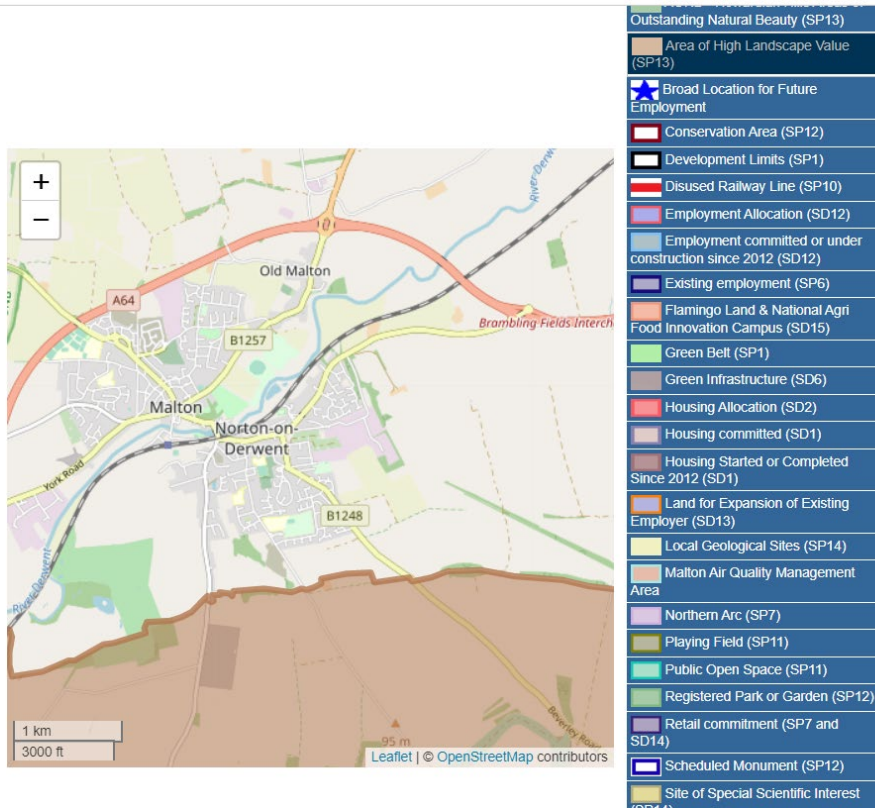 Outstanding Natural Beauty (SP13)
Area of High Landscape Value
(SP13)
Broad Location for Future
Employment
Conservation Area (SP12)
Development Limits (SP1)
Disused Railway Line (SP10)
Employment Allocation (SD12)
Employment committed or under
construction since 2012 (SD12)
Existing employment (SP6)
Flamingo Land & National Agri
Food Innovation Campus (SD15)
Green Belt (SP1)
Green Infrastructure (SD6)
Housing Allocation (SD2)
Housing committed (SD1)
Housing Started or Completed
Since 2012 (SD1)
Land for Expansion of Existing
Employer (SD13)
Local Geological Sites (SP14)
Malton Air Quality Management
Area
Northern Arc (SP7)
Playing Field (SP11)
Public Open Space (SP11)
Registered Park or Garden (SP12)
Retail commitment (SP7 and
SD14)
Scheduled Monument (SP12)
Site of Special Scientific Interest
(SP14)
+
−
River Derwent
Old Malton
A64
B1257
Brambling Fields Interch
Malton
Norton-on-
Derwent
York Road
B1248
River Derwent
95 m
Beverley Road
1 km
3000 ft
Leaflet | © OpenStreetMap contributors